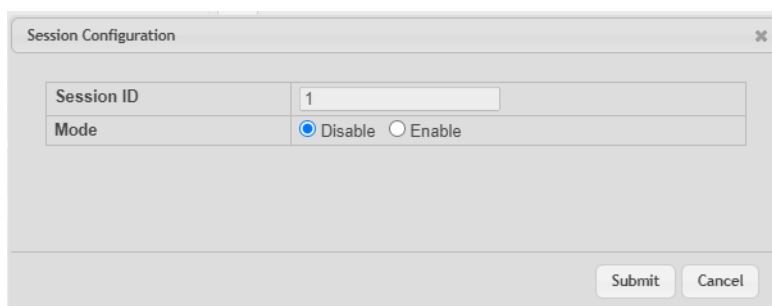 Session Configuration
Session ID 1
Mode Disable Enable
Submit Cancel